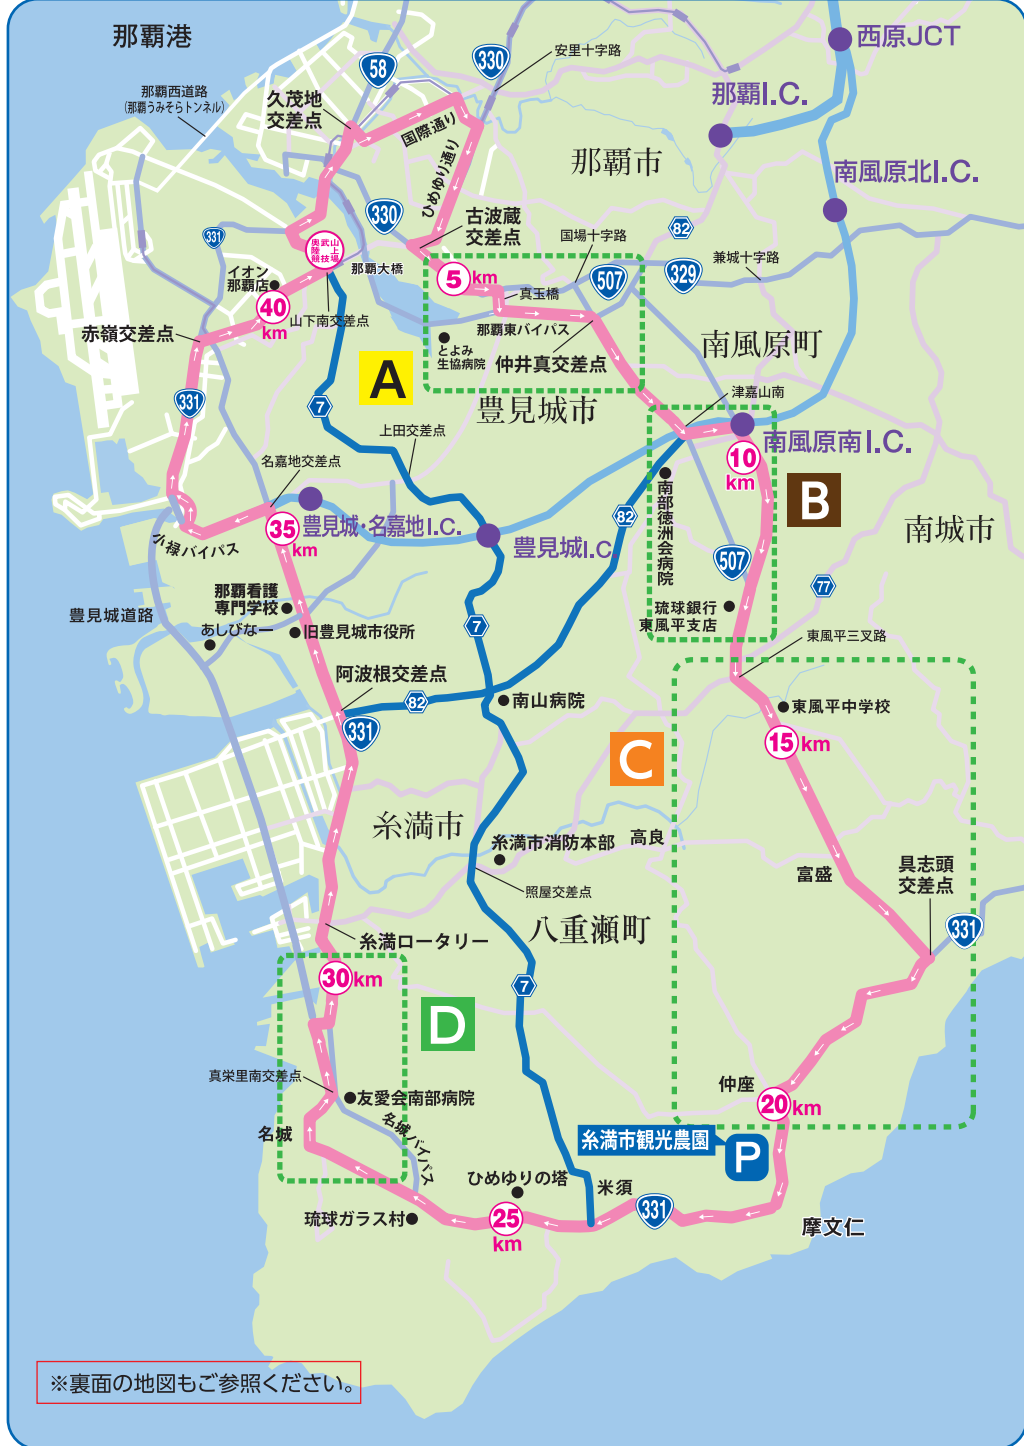 那覇港
西原JCT
330
安里十字路
58
那覇西道路
(那覇うみそらトンネル)
久茂地
交差点
国際通り
那覇I.C.
ひめゆり通り
那覇市
南風原北I.C.
330
古波蔵
交差点
82
331
奥武山
陸上
競技場
国場十字路
兼城十字路
那覇大橋
5km
507
329
イオン
那覇店
真玉橋
40
km
山下南交差点
那覇東バイパス
赤嶺交差点
とよみ
生協病院
仲井真交差点
南風原町
A
津嘉山南
331
7
豊見城市
上田交差点
南風原南I.C.
10
km
名嘉地交差点
南部徳洲会病院
B
豊見城・名嘉地I.C.
35
km
小禄バイパス
82
南城市
豊見城I.C
507
77
那覇看護
専門学校
琉球銀行
東風平支店
豊見城道路
あしびなー
旧豊見城市役所
7
東風平三叉路
阿波根交差点
82
南山病院
東風平中学校
331
15km
C
糸満市
糸満市消防本部
高良
具志頭
交差点
富盛
照屋交差点
八重瀬町
331
糸満ロータリー
30km
7
D
真栄里南交差点
仲座
友愛会南部病院
20km
名城
名城バイパス
糸満市観光農園
P
ひめゆりの塔
米須
琉球ガラス村
25
km
331
摩文仁
※裏面の地図もご参照ください。